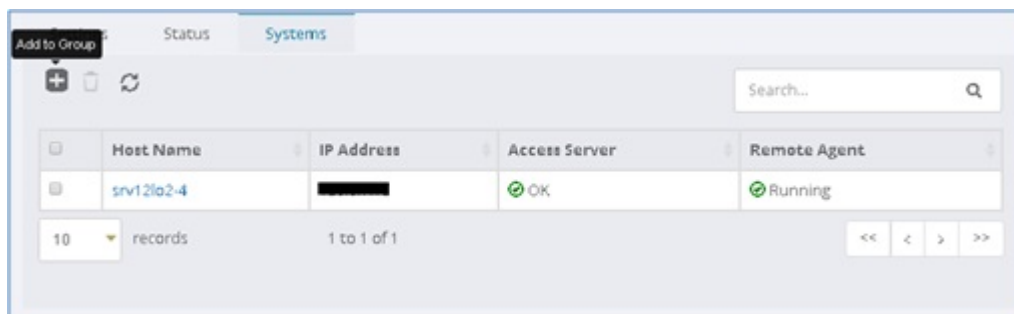 Status Systems
Add to Group
Search...
Host Name IP Address Access Server Remote Agent
srv12lo2-4 OK Running
10 records 1 to 1 of 1 << < > >>